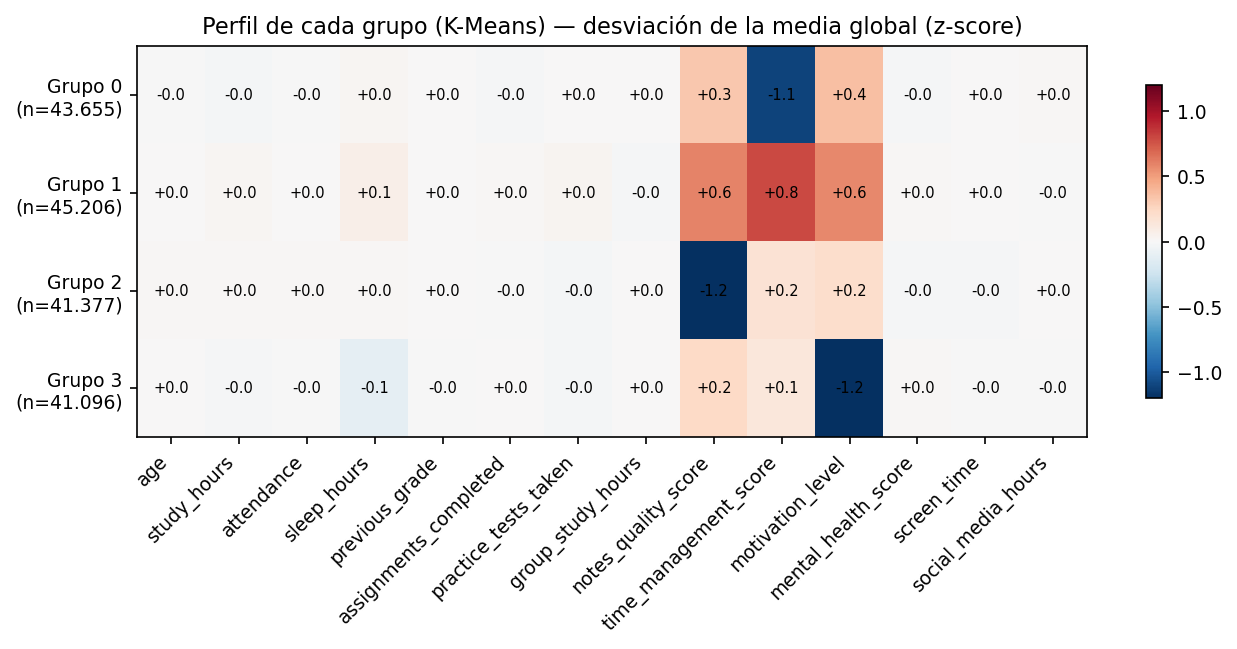 Perfil de cada grupo (K-Means) — desviación de la media global (z-score)
Grupo 0
(n=43.655)
-0.0 -0.0 -0.0 +0.0 +0.0 -0.0 +0.0 +0.0 +0.3 -1.1 +0.4 -0.0 +0.0 +0.0
Grupo 1
(n=45.206)
+0.0 +0.0 +0.0 +0.1 +0.0 +0.0 +0.0 -0.0 +0.6 +0.8 +0.6 +0.0 +0.0 -0.0
Grupo 2
(n=41.377)
+0.0 +0.0 +0.0 +0.0 +0.0 -0.0 -0.0 +0.0 -1.2 +0.2 +0.2 -0.0 -0.0 +0.0
Grupo 3
(n=41.096)
+0.0 -0.0 -0.0 -0.1 -0.0 +0.0 -0.0 +0.0 +0.2 +0.1 -1.2 +0.0 -0.0 -0.0
age
study_hours
attendance
sleep_hours
previous_grade
assignments_completed
practice_tests_taken
group_study_hours
notes_quality_score
time_management_score
motivation_level
mental_health_score
screen_time
social_media_hours
1.0
0.5
0.0
−0.5
−1.0